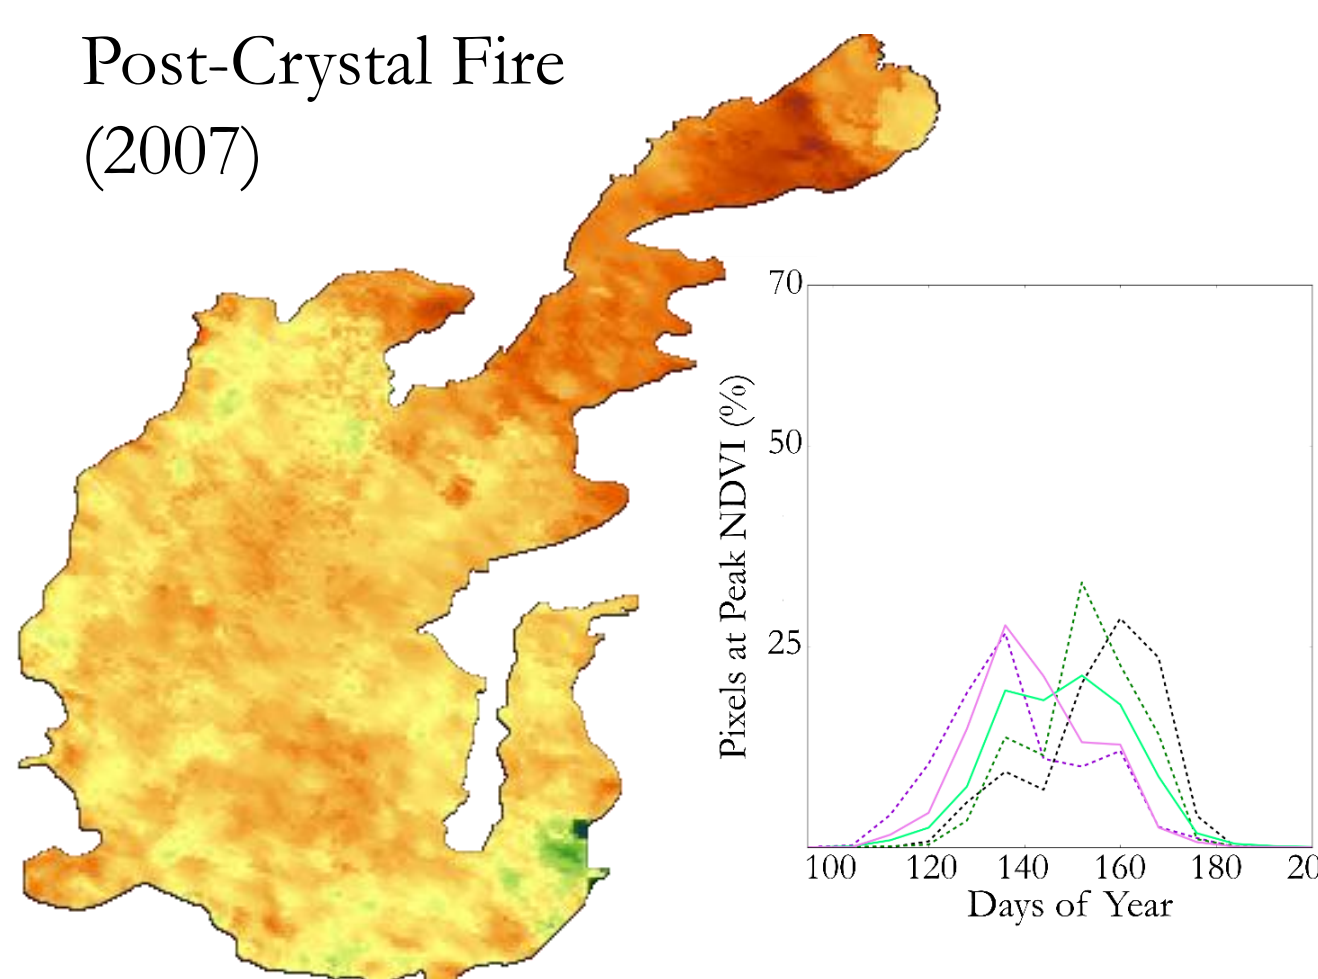 Post-Crystal Fire
(2007)
70
50
25
Pixels at Peak NDVI (%)
100 120 140 160 180 20
Days of Year